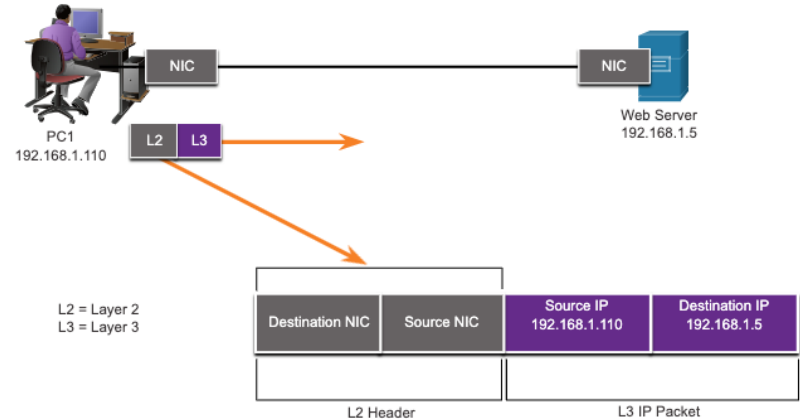 NIC
NIC
PC1
192.168.1.110
L2 L3
Web Server
192.168.1.5
L2 = Layer 2
L3 = Layer 3
Destination NIC
Source NIC
Source IP
192.168.1.110
Destination IP
192.168.1.5
L2 Header
L3 IP Packet